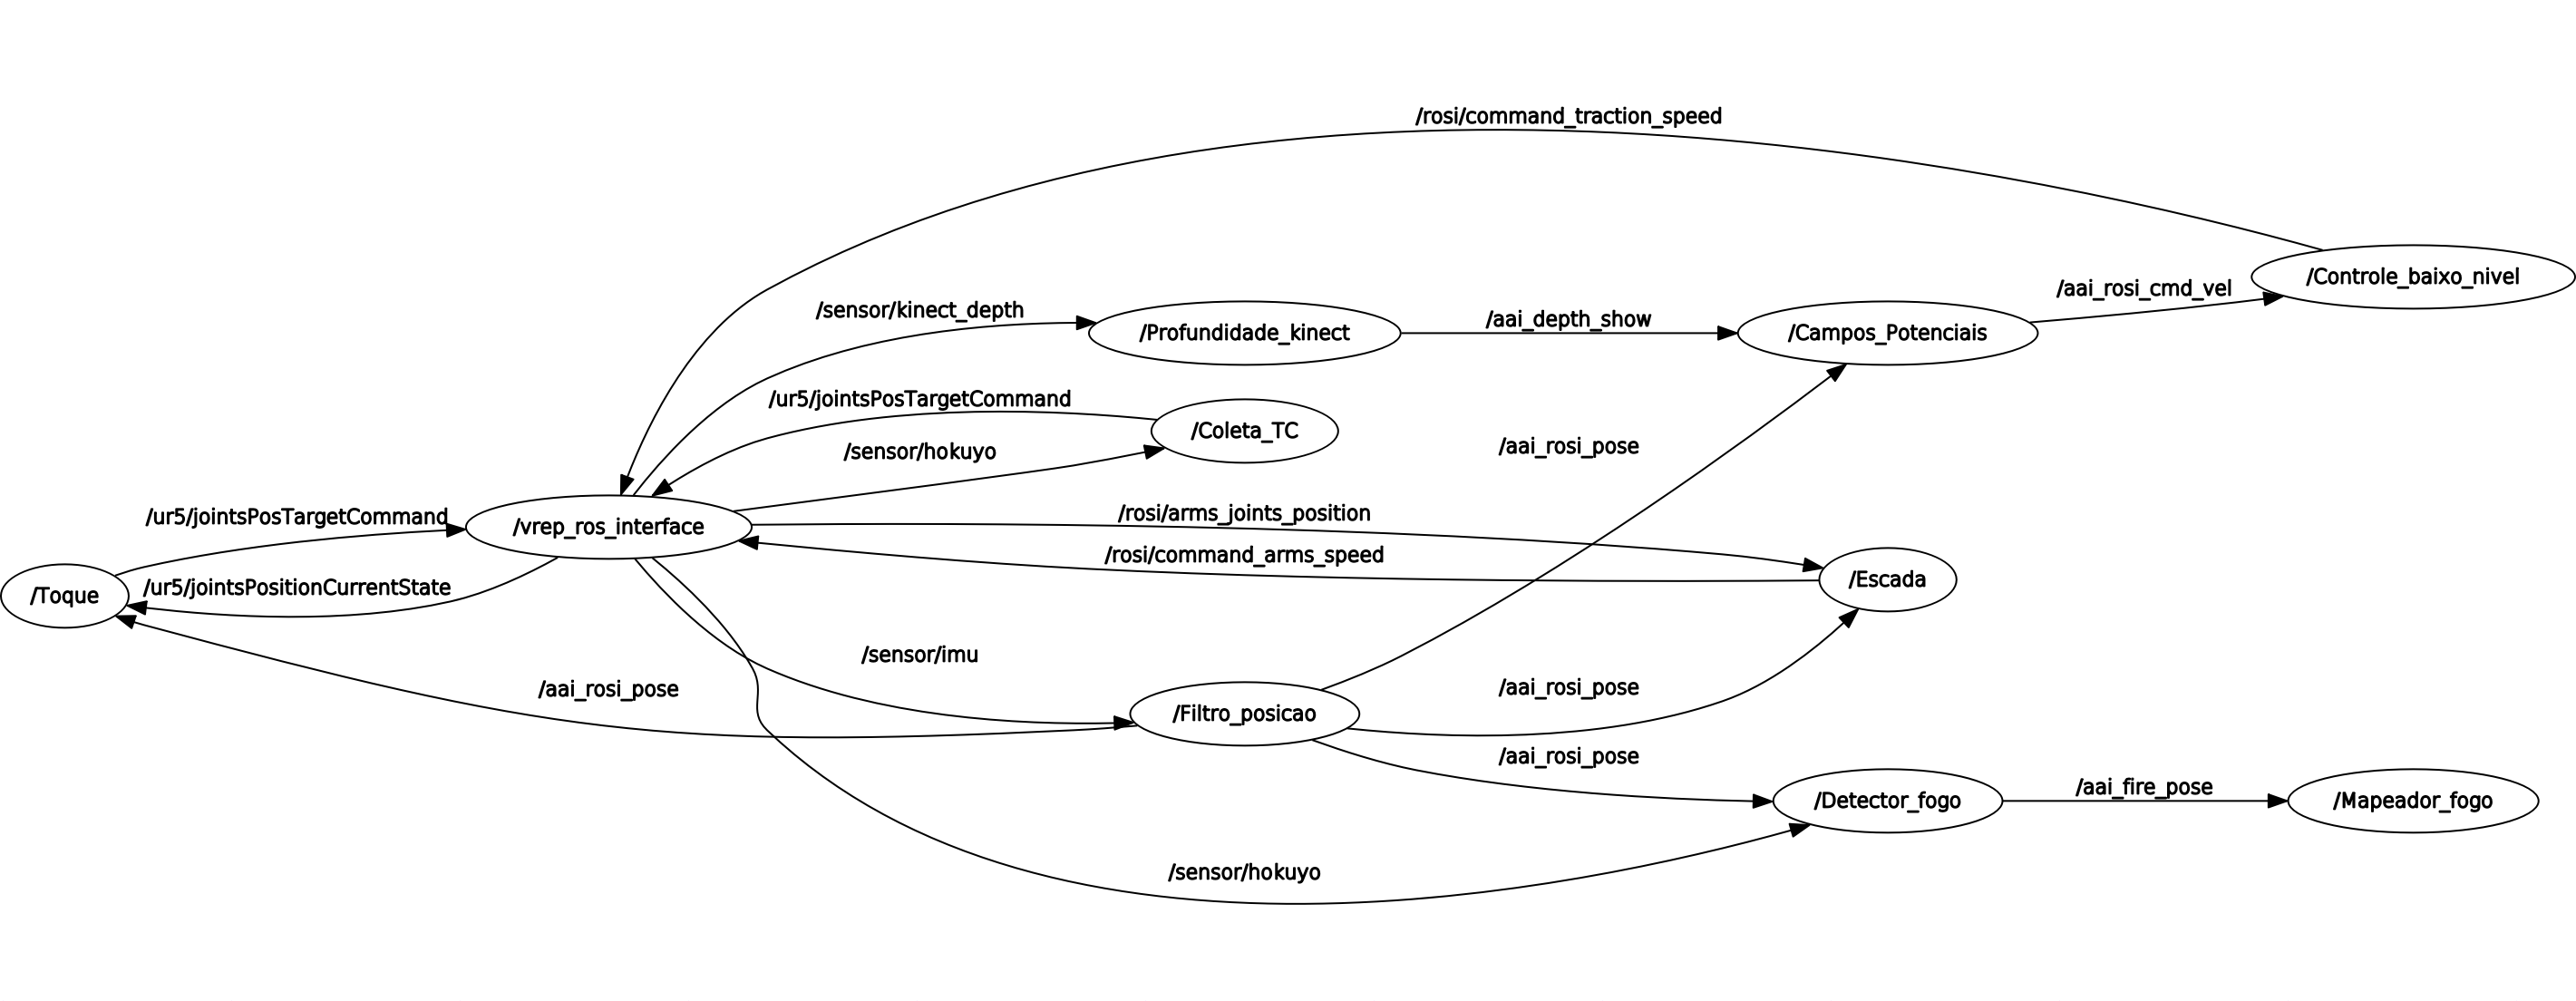 /rosi/command_traction_speed
/Controle_baixo_nivel
/aai_rosi_cmd_vel
/sensor/kinect_depth
/Profundidade_kinect
/aai_depth_show
/Campos_Potenciais
/ur5/jointsPosTargetCommand
/Coleta_TC
/sensor/hokuyo
/aai_rosi_pose
/ur5/jointsPosTargetCommand
/vrep_ros_interface
/rosi/arms_joints_position
/rosi/command_arms_speed
/Escada
/Toque
/ur5/jointsPositionCurrentState
/sensor/imu
/aai_rosi_pose
/Filtro_posicao
/aai_rosi_pose
/aai_rosi_pose
/Detector_fogo
/aai_fire_pose
/Mapeador_fogo
/sensor/hokuyo